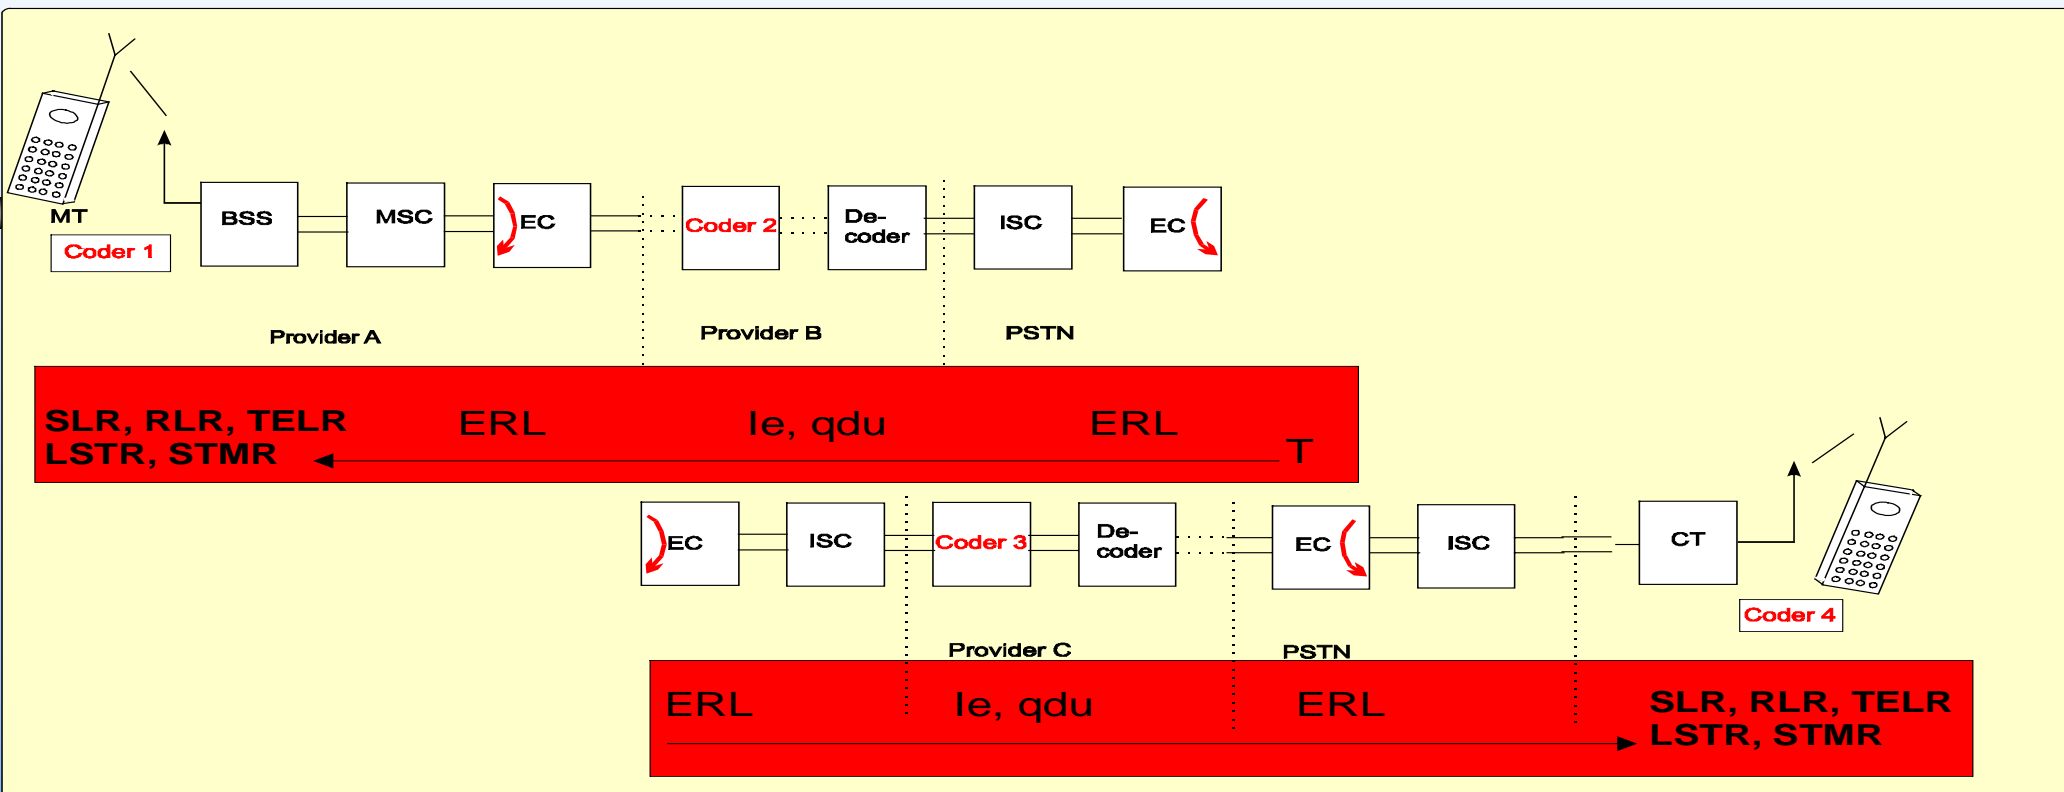 MT
Coder 1
BSS
MSC
EC
Coder 2
De-
coder
ISC
EC
Provider A
Provider B
PSTN
SLR, RLR, TELR
LSTR, STMR
ERL
Ie, qdu
ERL
T
EC
ISC
Coder 3
De-
coder
EC
ISC
CT
Coder 4
Provider C
PSTN
ERL
Ie, qdu
ERL
SLR, RLR, TELR
LSTR, STMR